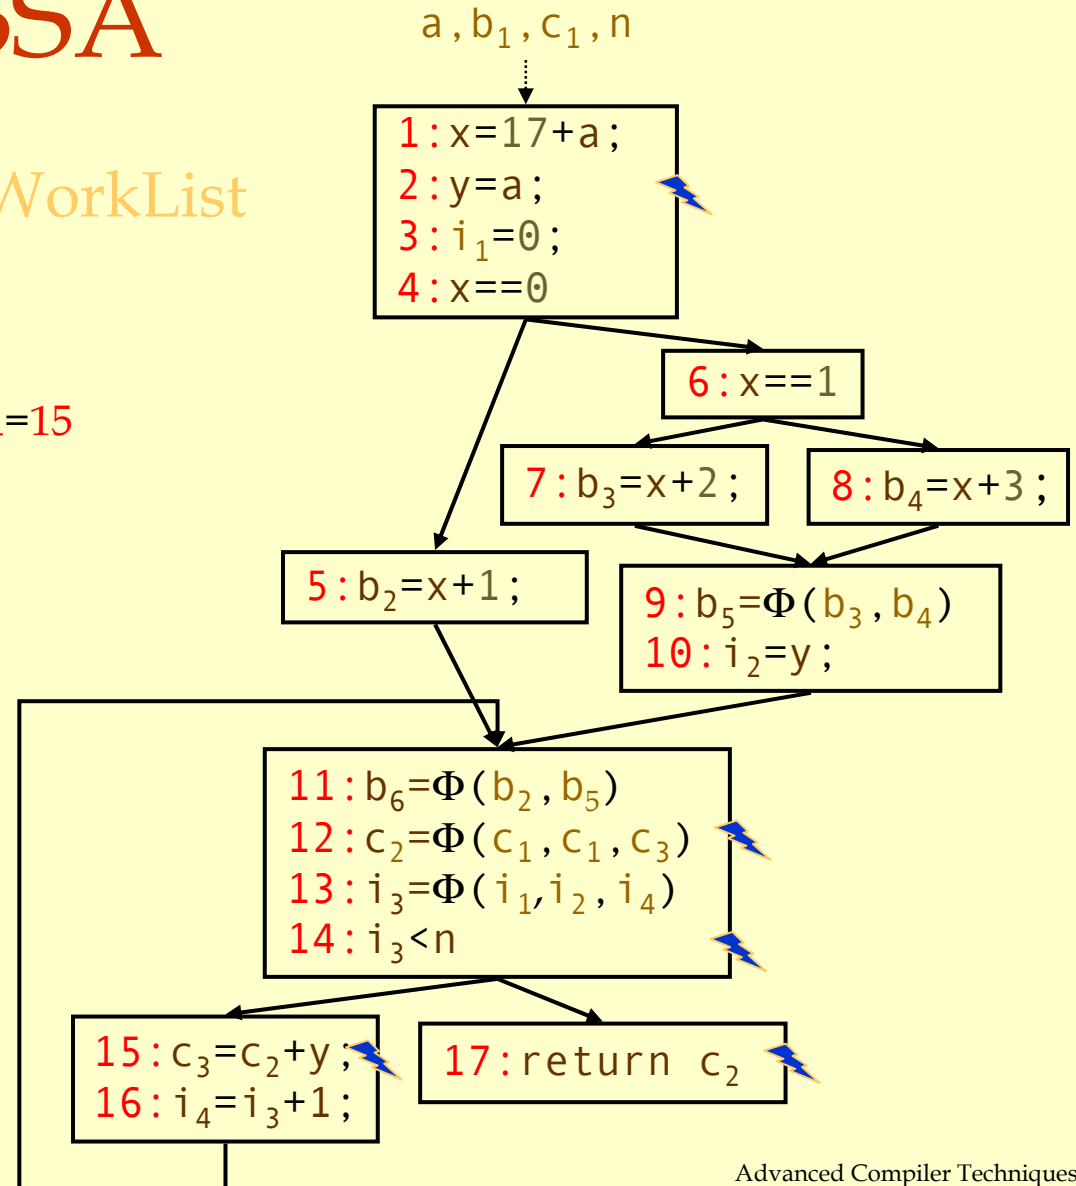 SSA
a,b₁,c₁,n
1:x=17+a;
2:y=a;
WorkList
3:i₁=0;
4:x==0
6:x==1
=15
7:b₃=x+2;
8:b₄=x+3;
5:b₂=x+1;
9:b₅=Φ(b₃,b₄)
10:i₂=y;
11:b₆=Φ(b₂,b₅)
12:c₂=Φ(c₁,c₁,c₃)
13:i₃=Φ(i₁,i₂,i₄)
14:i₃<n
15:c₃=c₂+y;
16:i₄=i₃+1;
17:return c₂
Advanced Compiler Techniques